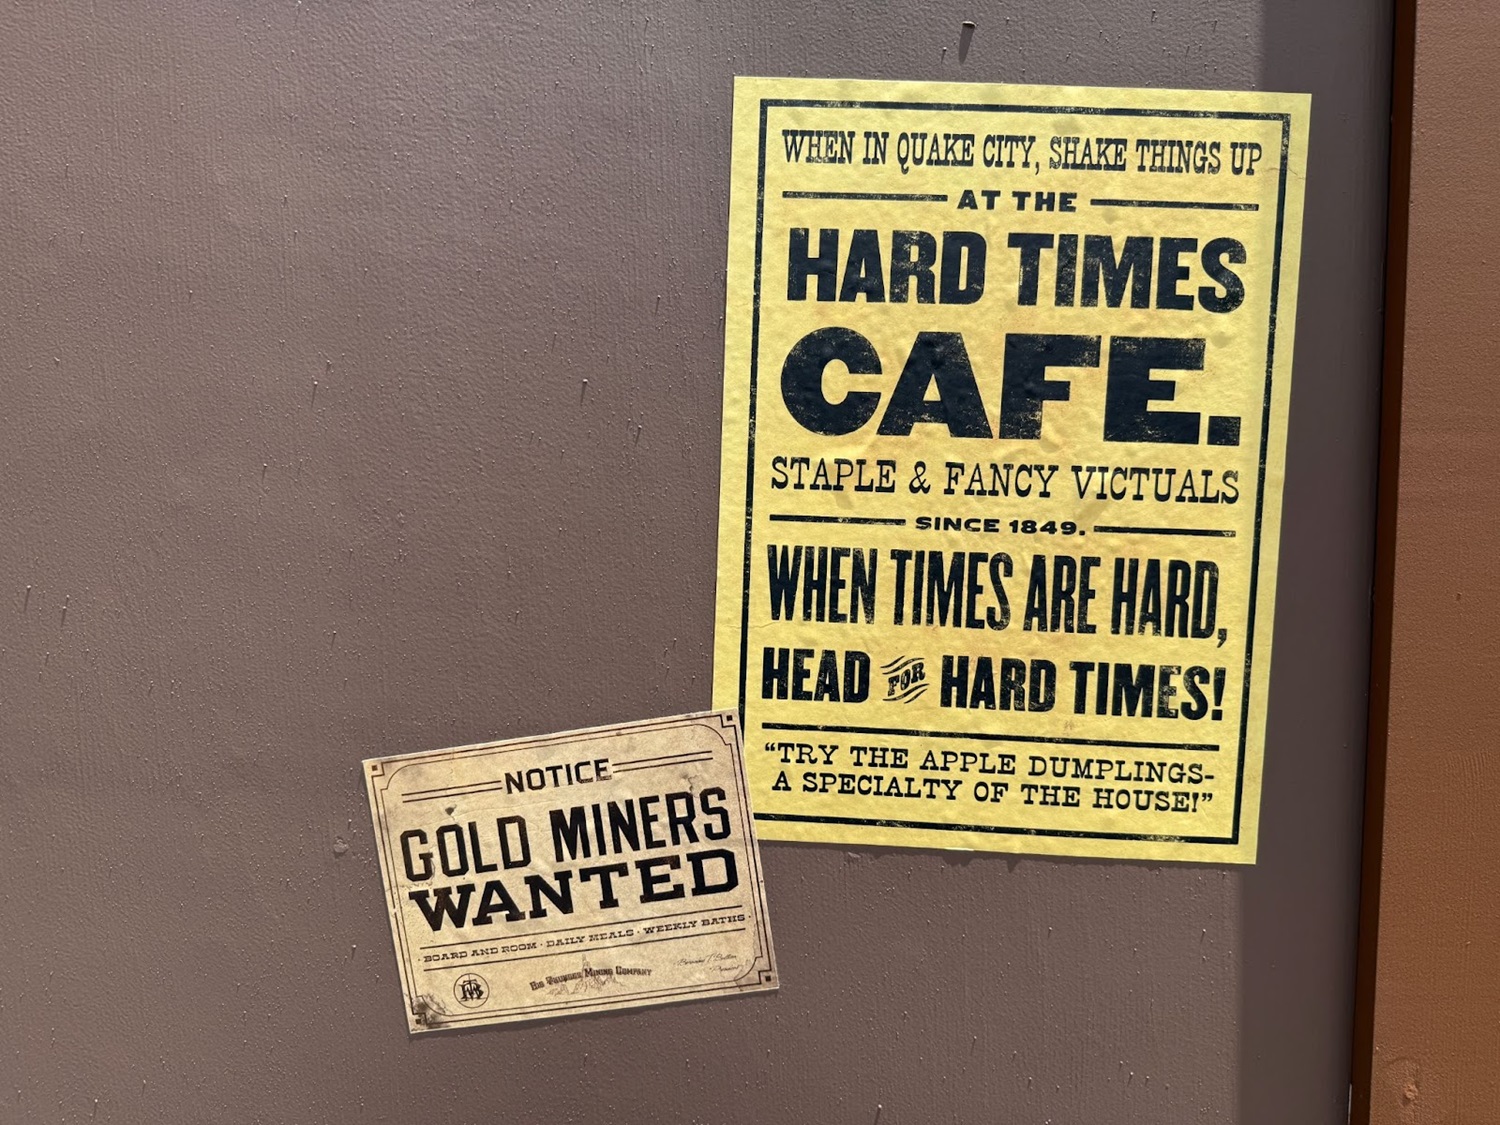 WHEN IN QUAKE CITY, SHAKE THINGS UP
AT THE
HARD TIMES
CAFE.
STAPLE & FANCY VICTUALS
SINCE 1849.
WHEN TIMES ARE HARD,
HEAD FOR HARD TIMES!
"TRY THE APPLE DUMPLINGS-
A SPECIALTY OF THE HOUSE!"
NOTICE
GOLD MINERS
WANTED
· BOARD AND ROOM · DAILY MEALS · WEEKLY BATHS ·
BIG THUNDER MINING COMPANY